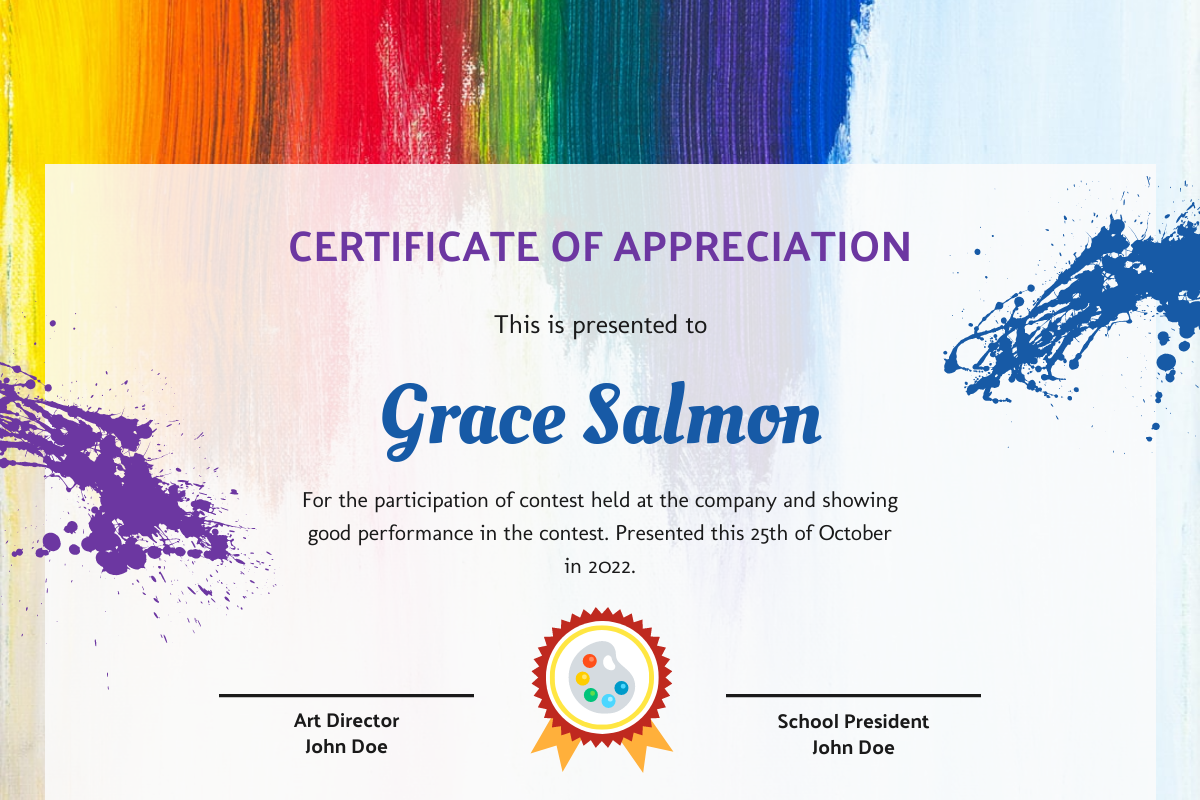 CERTIFICATE OF APPRECIATION
This is presented to
Grace Salmon
For the participation of contest held at the company and showing
good performance in the contest. Presented this 25th of October
in 2022.
Art Director
John Doe
School President
John Doe